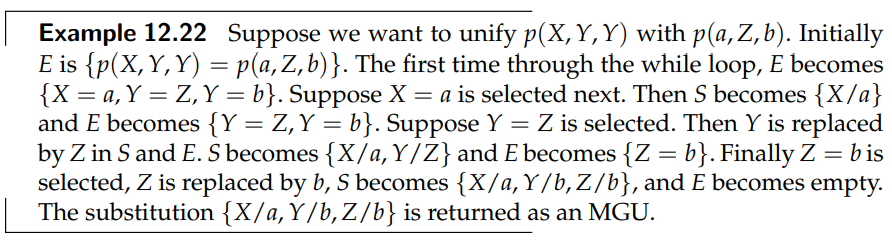 Example 12.22 Suppose we want to unify p(X, Y, Y) with p(a, Z, b). Initially
E is {p(X, Y, Y) = p(a, Z, b)}. The first time through the while loop, E becomes
{X = a, Y = Z, Y = b}. Suppose X = a is selected next. Then S becomes {X/a}
and E becomes {Y = Z, Y = b}. Suppose Y = Z is selected. Then Y is replaced
by Z in S and E. S becomes {X/a, Y/Z} and E becomes {Z = b}. Finally Z = b is
selected, Z is replaced by b, S becomes {X/a, Y/b, Z/b}, and E becomes empty.
The substitution {X/a, Y/b, Z/b} is returned as an MGU.